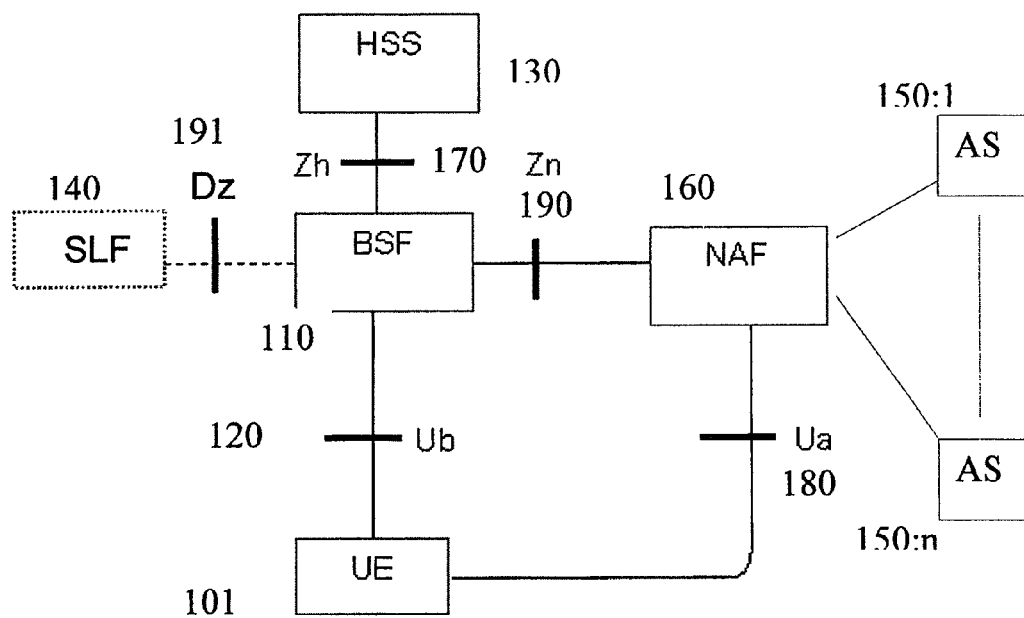 HSS
130
150:1
AS
191
Zh
170
Zn
140
Dz
190
160
SLF
BSF
NAF
110
120
Ub
Ua
AS
180
150:n
UE
101